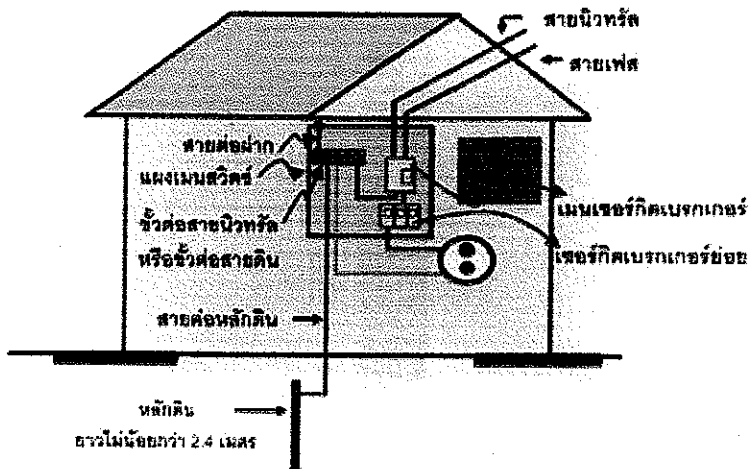 สายนิวทรัล
สายเฟส
สายต่อฝาก
แผงเมนสวิตซ์
ขั้วต่อสายนิวทรัล
หรือขั้วต่อสายดิน
เมนเซอร์กิตเบรกเกอร์
เซอร์กิตเบรกเกอร์ย่อย
สายต่อหลักดิน
หลักดิน
ยาวไม่น้อยกว่า 2.4 เมตร